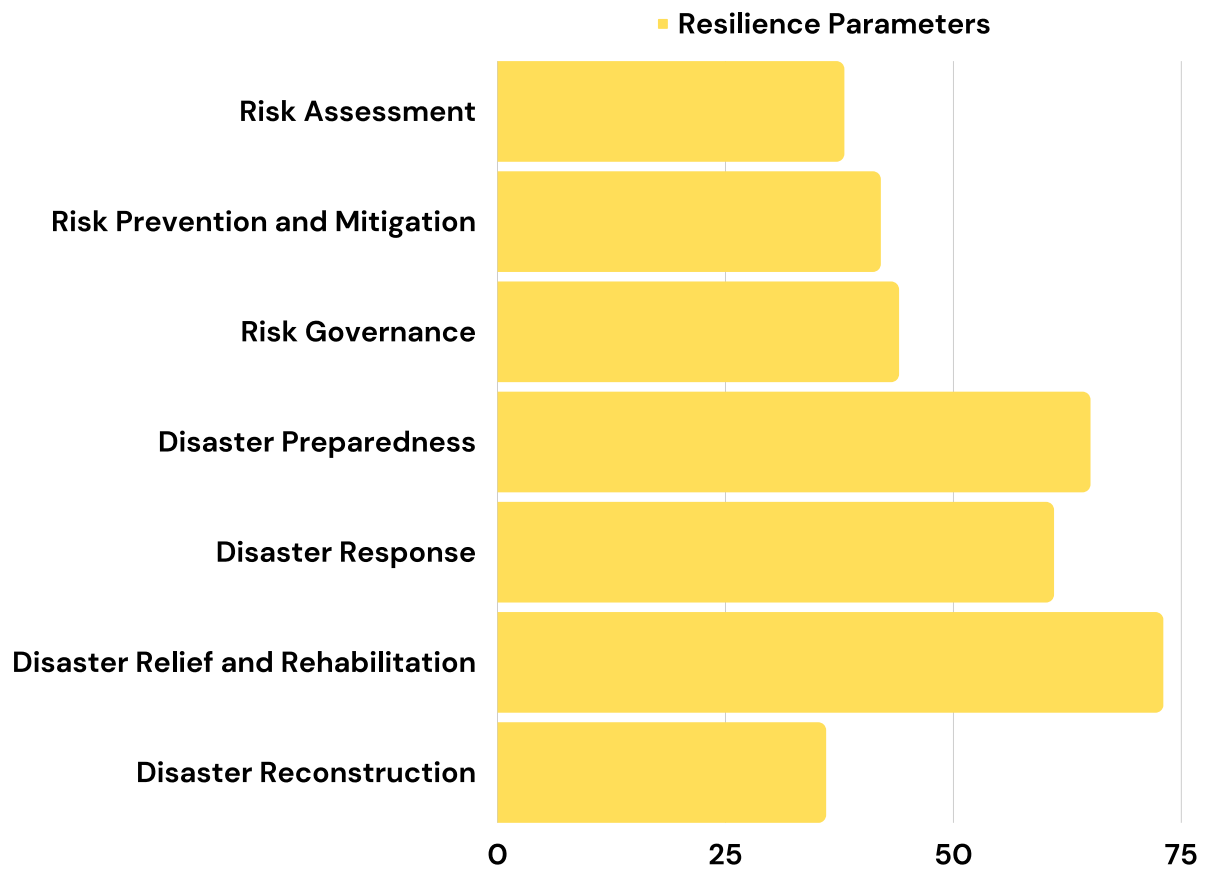 Resilience Parameters
Risk Assessment
Risk Prevention and Mitigation
Risk Governance
Disaster Preparedness
Disaster Response
Disaster Relief and Rehabilitation
Disaster Reconstruction
0 25 50 75